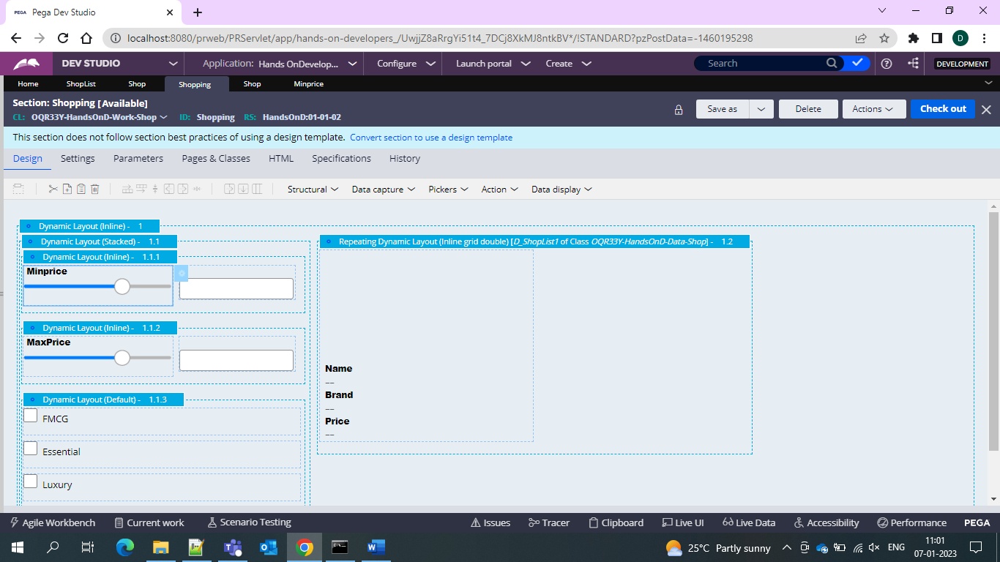 PEGA Pega Dev Studio
localhost:8080/prweb/PRServlet/app/hands-on-developers_/UwjjZ8aRrgYi51t4_7DCj8XkMJ8ntkBV*/!STANDARD?pzPostData=-1460195298
D
DEV STUDIO Application: Hands OnDevelop... Configure Launch portal Create Search DEVELOPMENT
Home ShopList Shop Shopping Shop Minprice
Section: Shopping [Available]
CL: OQR33Y-HandsOnD-Work-Shop ID: Shopping RS: HandsOnD:01-01-02
Save as Delete Actions Check out
This section does not follow section best practices of using a design template. Convert section to use a design template
Design Settings Parameters Pages & Classes HTML Specifications History
Structural Data capture Pickers Action Data display
Dynamic Layout (Inline) - 1
Dynamic Layout (Stacked) - 1.1
Repeating Dynamic Layout (Inline grid double) [D_ShopList1 of Class OQR33Y-HandsOnD-Data-Shop] - 1.2
Dynamic Layout (Inline) - 1.1.1
Minprice
Dynamic Layout (Inline) - 1.1.2
MaxPrice
Name
--
Brand
--
Price
--
Dynamic Layout (Default) - 1.1.3
FMCG
Essential
Luxury
Agile Workbench Current work Scenario Testing Issues Tracer Clipboard Live UI Live Data Accessibility Performance PEGA
25°C Partly sunny ENG
11:01
07-01-2023